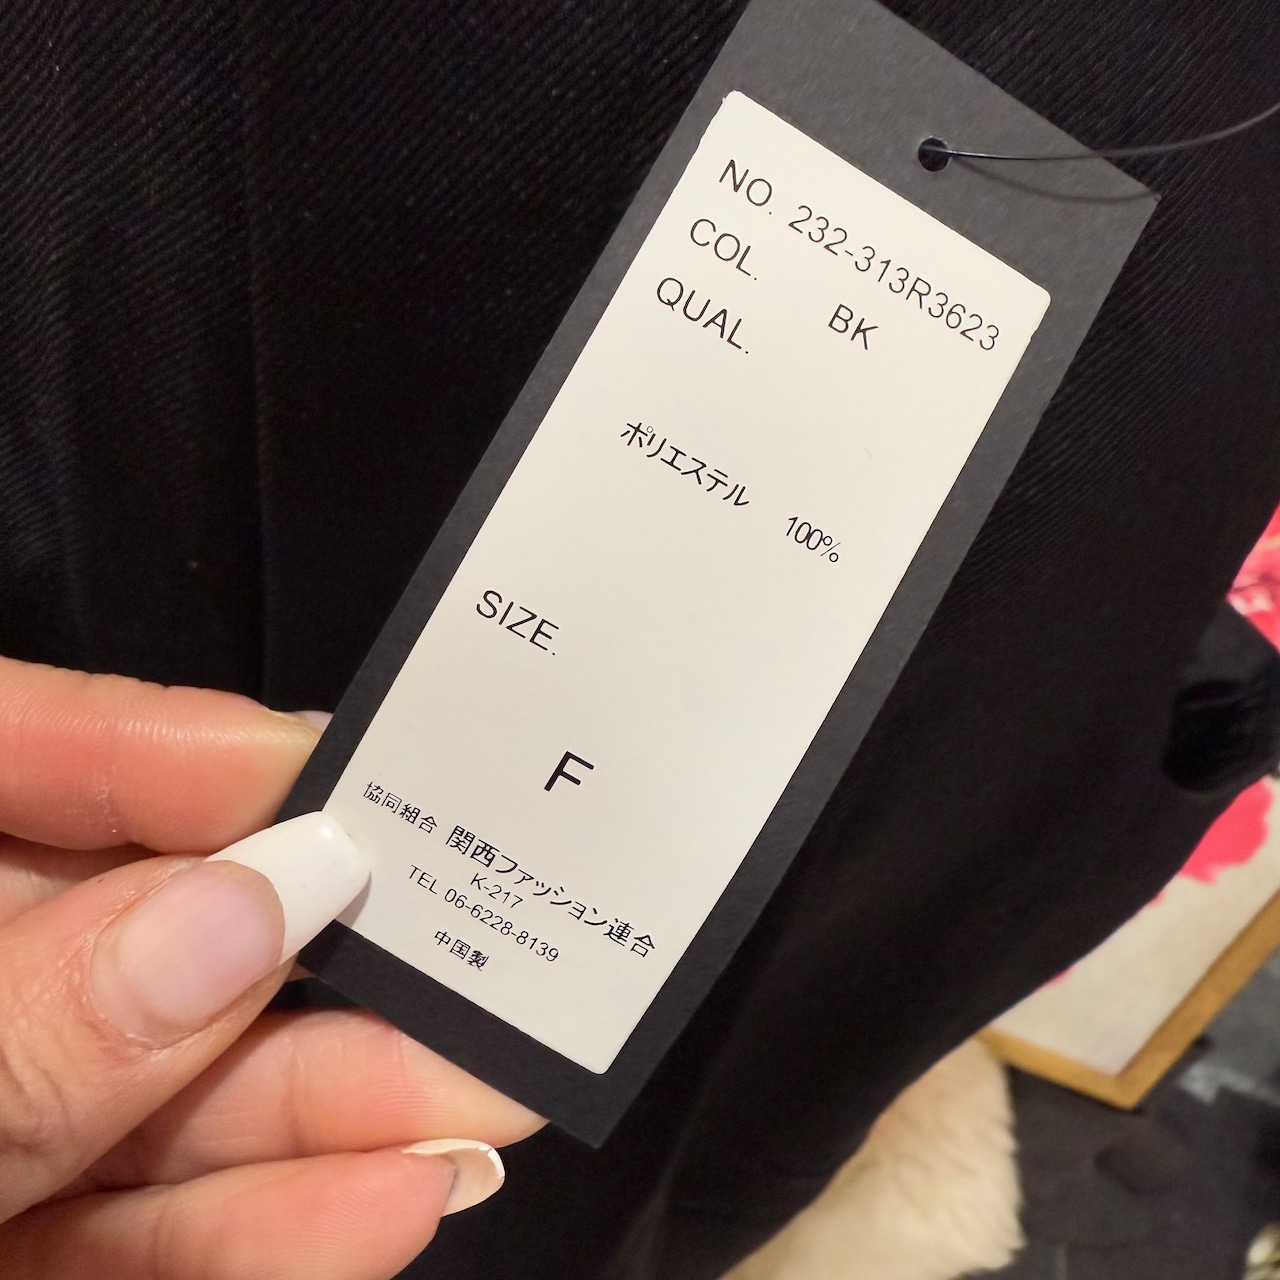 NO. 232-313R3623
COL. BK
QUAL.
ポリエステル 100%
SIZE.
F
協同組合 関西ファッション連合
K-217
TEL 06-6228-8139
中国製